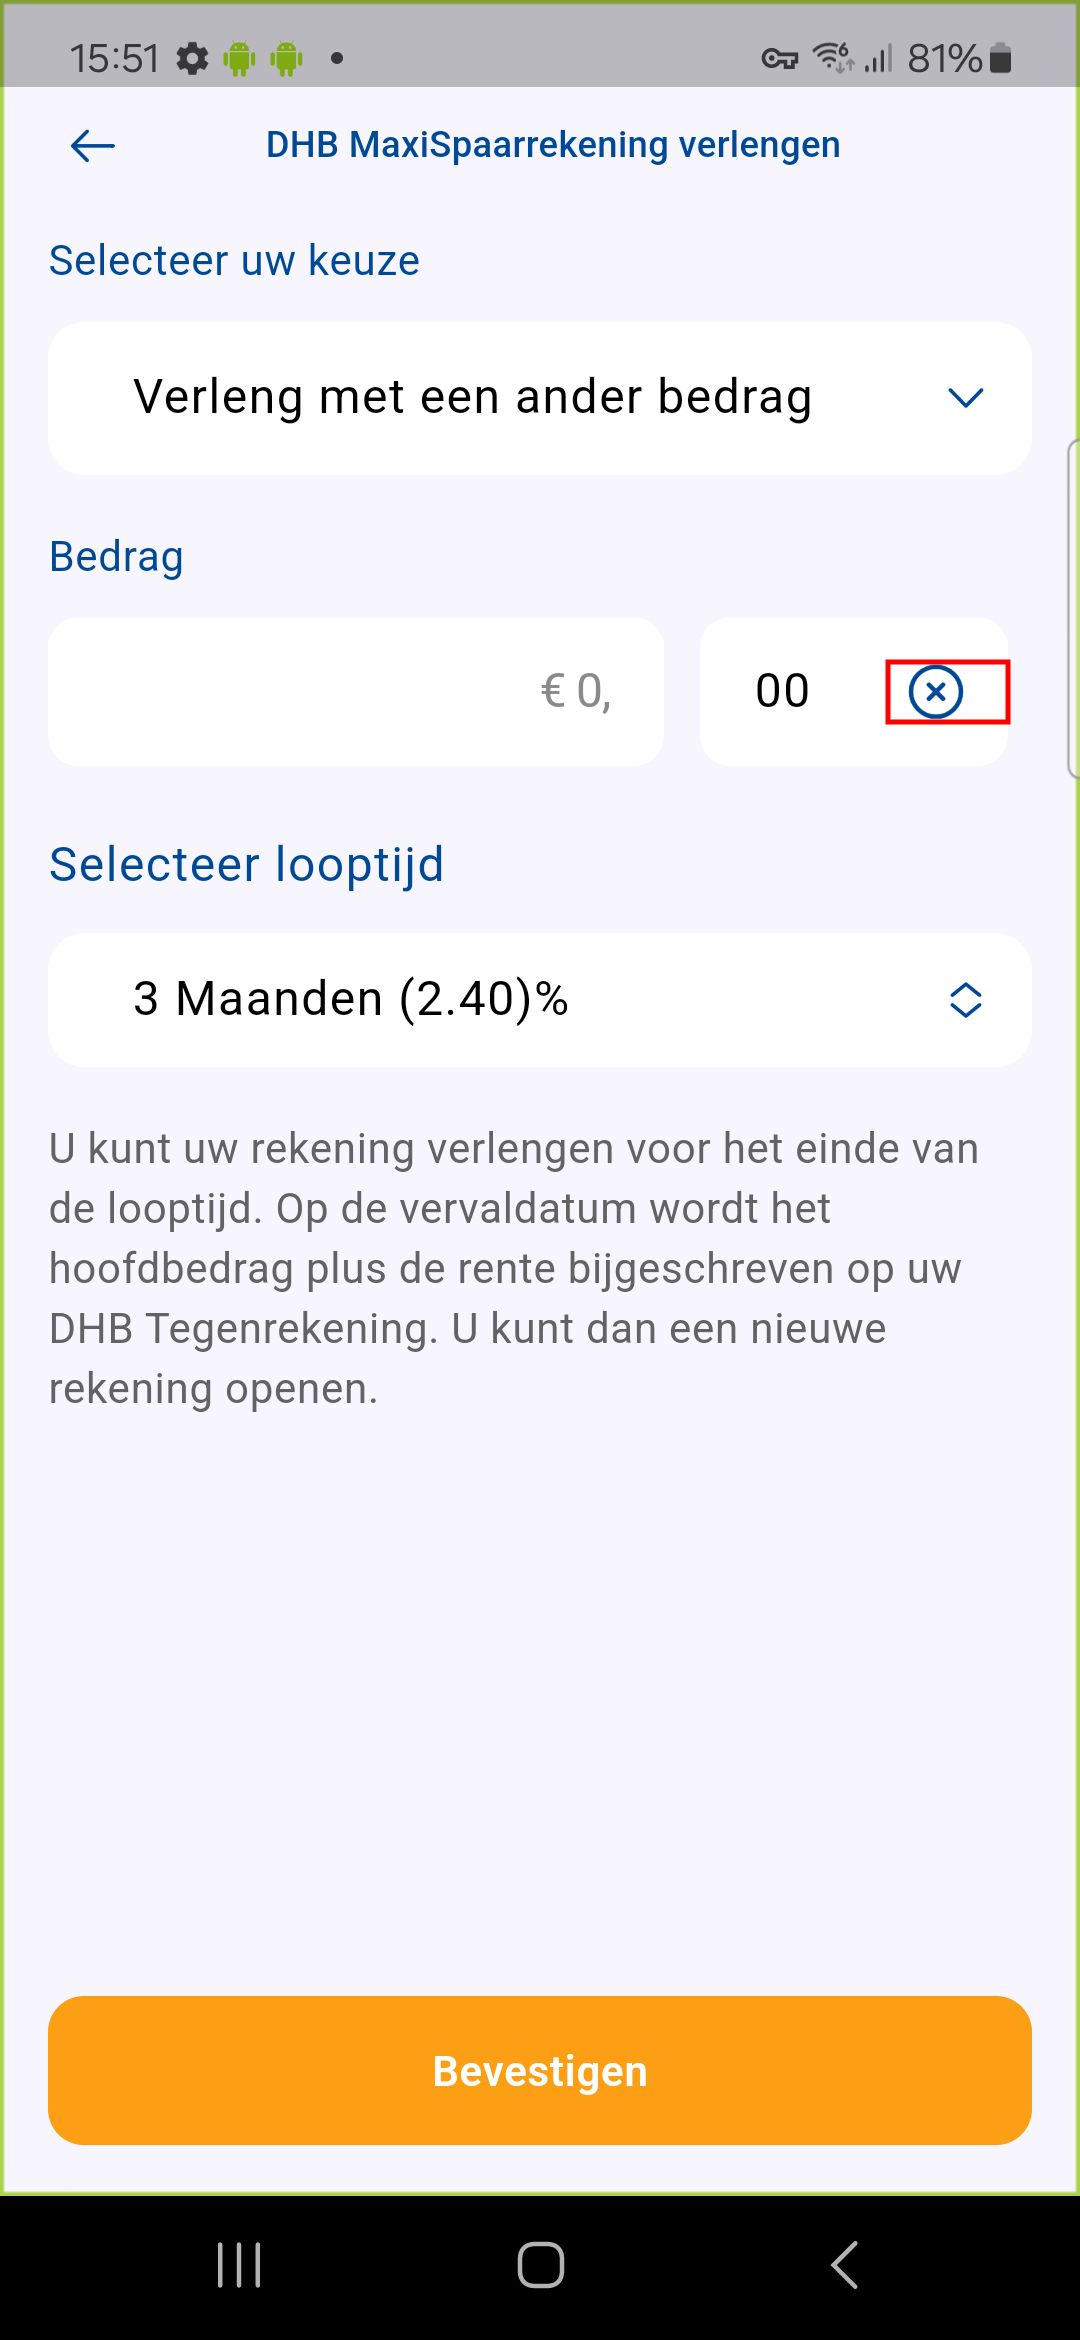 15:51
81%
DHB MaxiSpaarrekening verlengen
Selecteer uw keuze
Verleng met een ander bedrag
Bedrag
€ 0, 00
Selecteer looptijd
3 Maanden (2.40)%
U kunt uw rekening verlengen voor het einde van
de looptijd. Op de vervaldatum wordt het
hoofdbedrag plus de rente bijgeschreven op uw
DHB Tegenrekening. U kunt dan een nieuwe
rekening openen.
Bevestigen